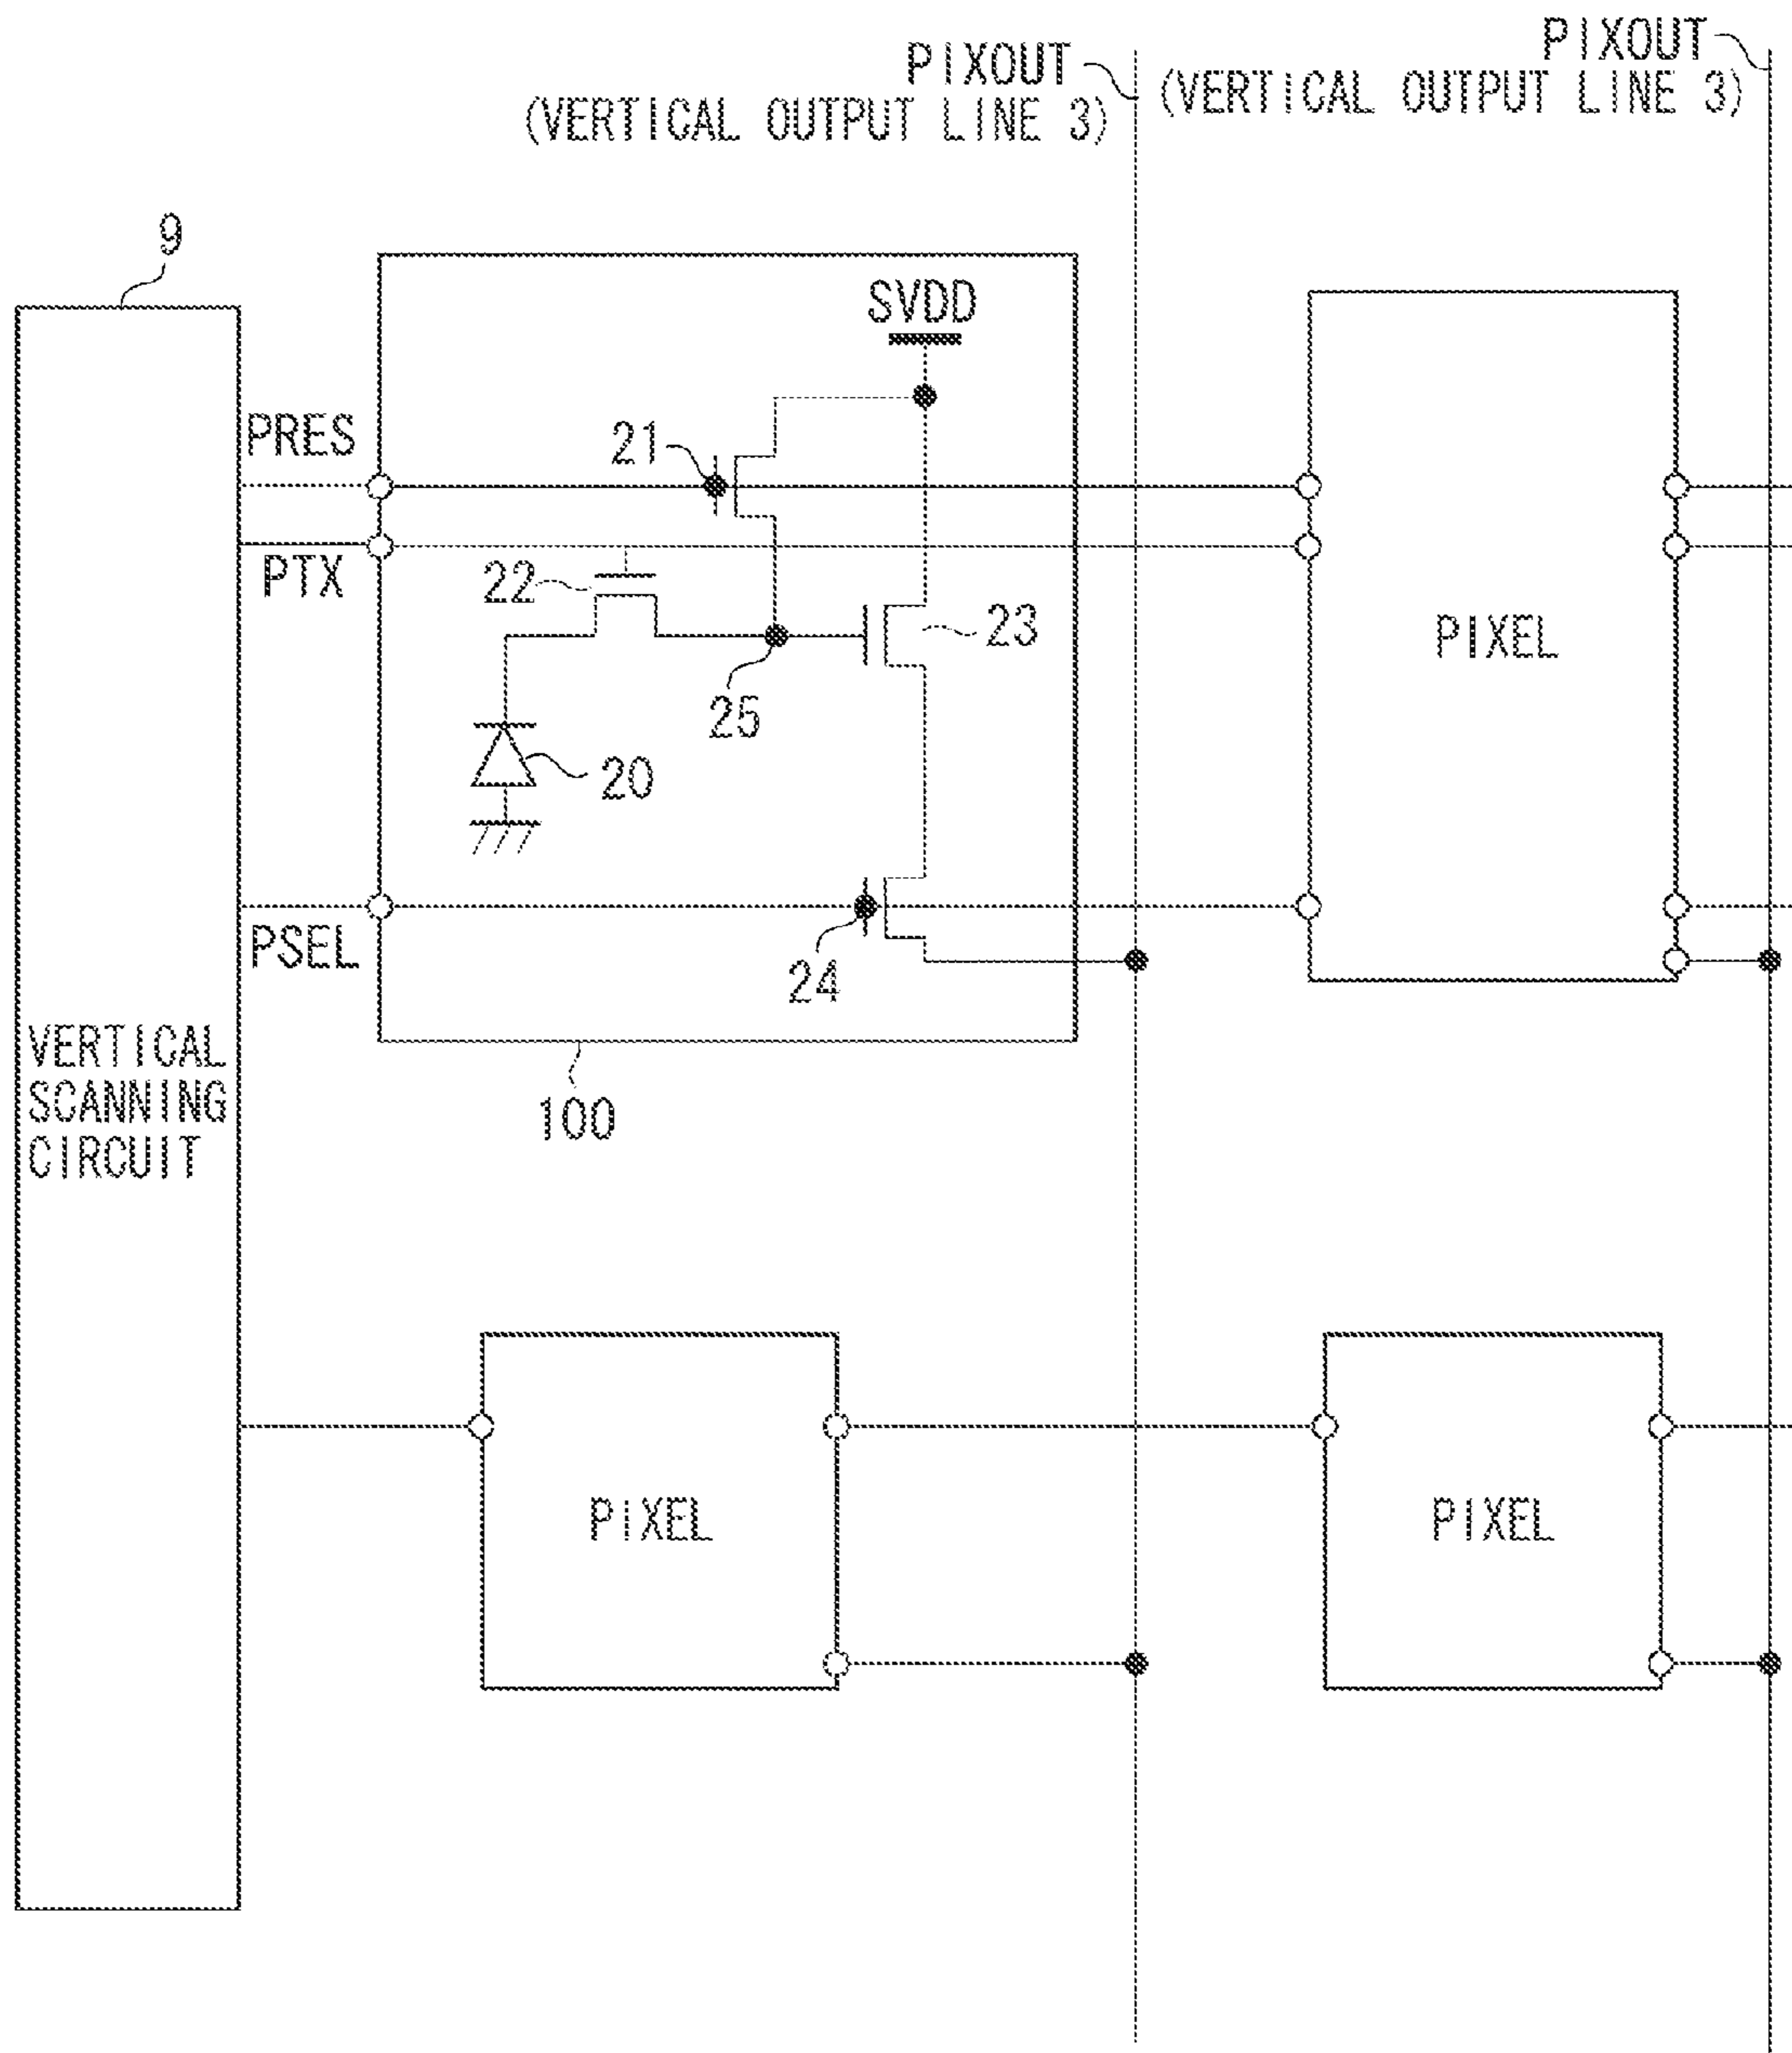 PIXOUT
(VERTICAL OUTPUT LINE 3)
PIXOUT
(VERTICAL OUTPUT LINE 3)
9
SVDD
PRES
21
PTX
22
23
PIXEL
25
20
PSEL
24
VERTICAL
SCANNING
CIRCUIT
100
PIXEL
PIXEL